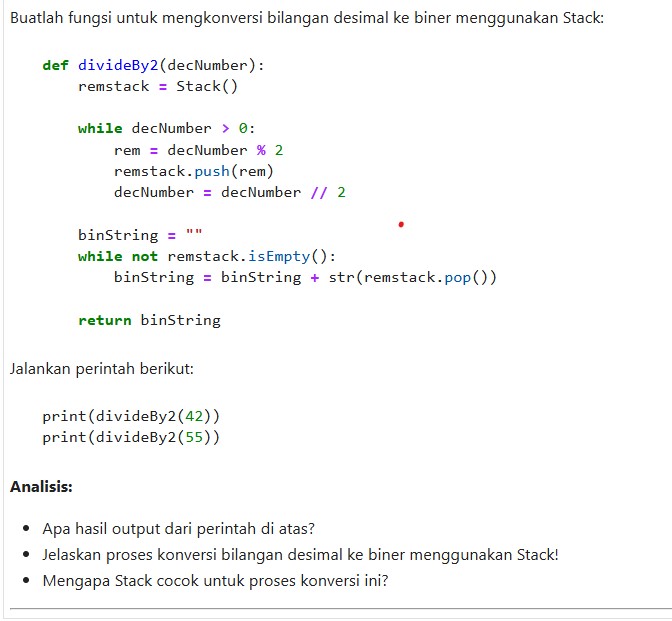 Buatlah fungsi untuk mengkonversi bilangan desimal ke biner menggunakan Stack:
def divideBy2(decNumber):
    remstack = Stack()
    while decNumber > 0:
        rem = decNumber % 2
        remstack.push(rem)
        decNumber = decNumber // 2
    binString = ""
    while not remstack.isEmpty():
        binString = binString + str(remstack.pop())
    return binString
Jalankan perintah berikut:
print(divideBy2(42))
print(divideBy2(55))
Analisis:
• Apa hasil output dari perintah di atas?
• Jelaskan proses konversi bilangan desimal ke biner menggunakan Stack!
• Mengapa Stack cocok untuk proses konversi ini?